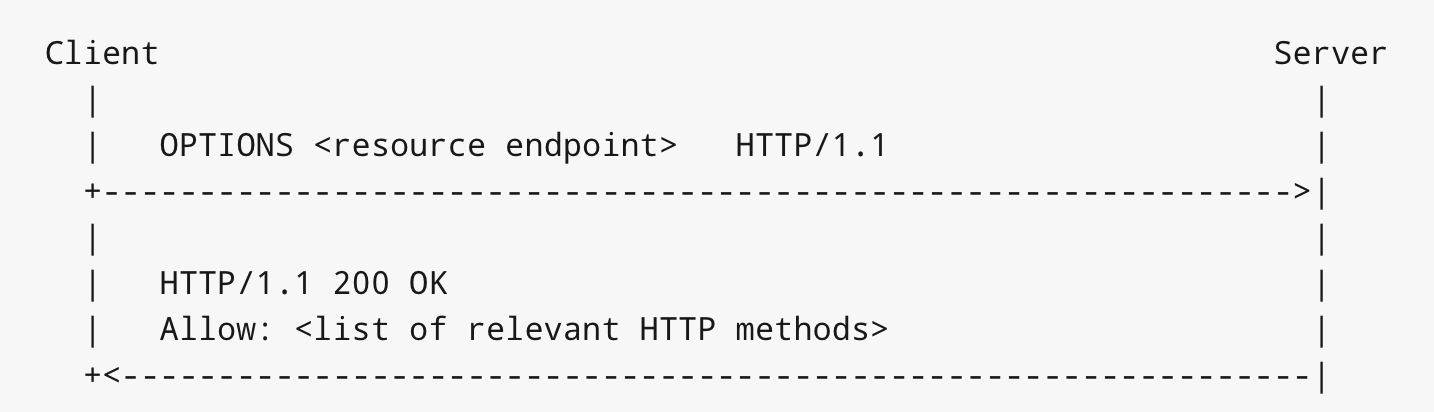 Client                                                          Server
  |                                                                |
  |   OPTIONS <resource endpoint>   HTTP/1.1                       |
  +-------------------------------------------------------------->|
  |                                                                |
  |   HTTP/1.1 200 OK                                              |
  |   Allow: <list of relevant HTTP methods>                       |
  +<--------------------------------------------------------------|